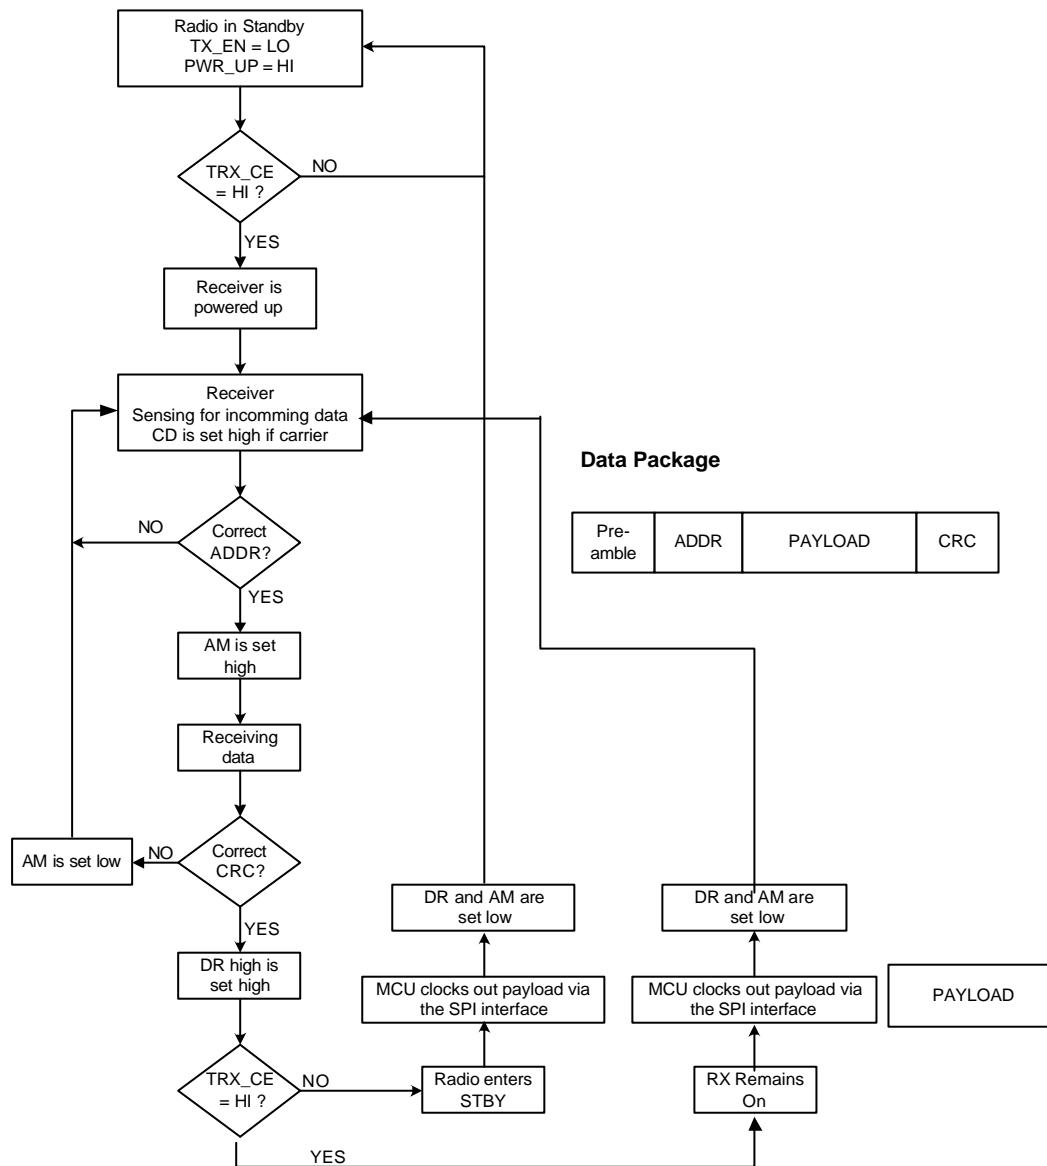 Radio in Standby
TX_EN = LO
PWR_UP = HI
TRX_CE
= HI ?
NO
YES
Receiver is
powered up
Receiver
Sensing for incomming data
CD is set high if carrier
Data Package
Pre-
amble
ADDR
PAYLOAD
CRC
NO
Correct
ADDR?
YES
AM is set
high
Receiving
data
AM is set low
NO
Correct
CRC?
YES
DR high is
set high
TRX_CE
= HI ?
NO
YES
Radio enters
STBY
MCU clocks out payload via
the SPI interface
DR and AM are
set low
RX Remains
On
MCU clocks out payload via
the SPI interface
DR and AM are
set low
PAYLOAD